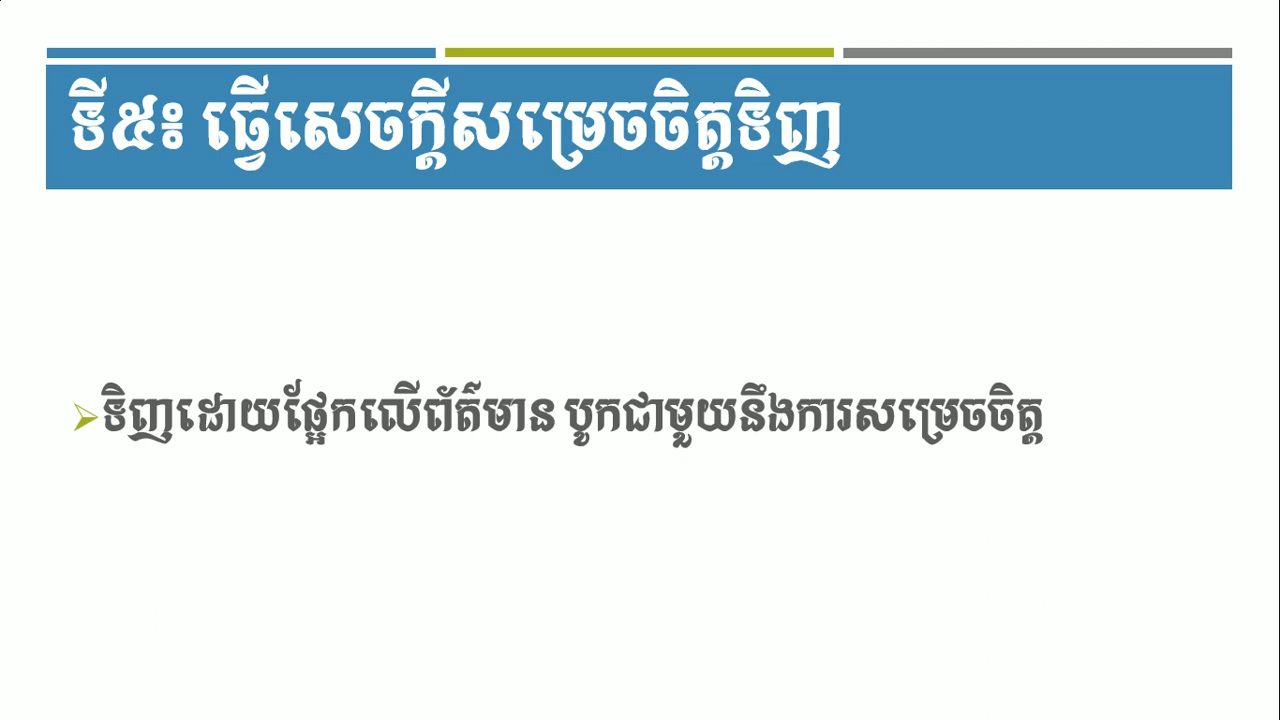 ទី៥៖ ធ្វើសេចក្តីសម្រេចចិត្តទិញ
ទិញដោយផ្អែកលើព័ត៌មាន បូកជាមួយនឹងការសម្រេចចិត្ត